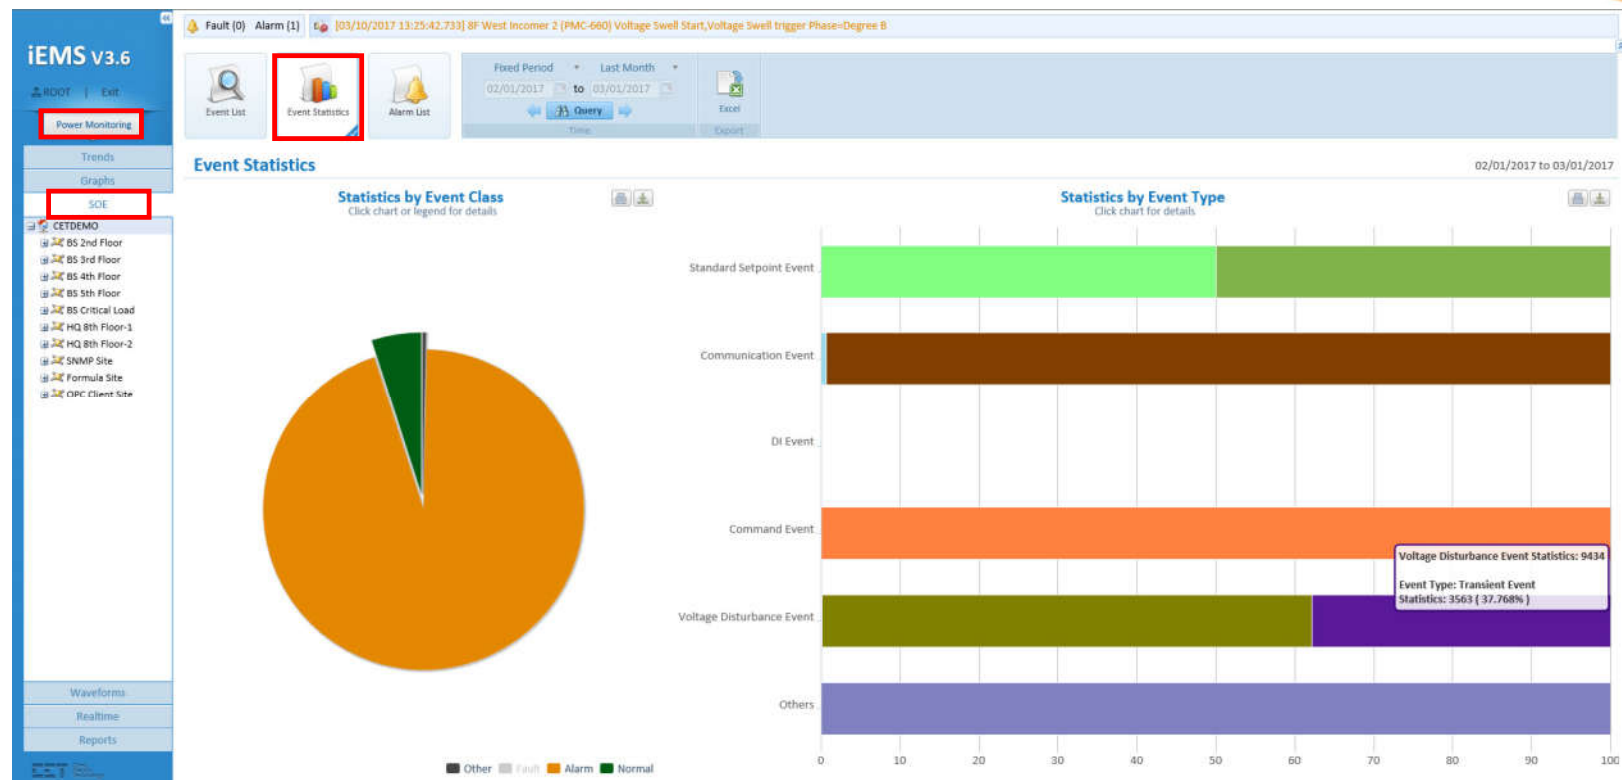 Fault (0) Alarm (1) [03/10/2017 13:25:42.733] 8F West Incomer 2 (PMC-660) Voltage Swell Start,Voltage Swell trigger Phase=Degree B
iEMS V3.6
ROOT | Exit
Power Monitoring
Trends
Graphs
SOE
CETDEMO
BS 2nd Floor
BS 3rd Floor
BS 4th Floor
BS 5th Floor
BS Critical Load
HQ 8th Floor-1
HQ 8th Floor-2
SNMP Site
Formula Site
OPC Client Site
Waveforms
Realtime
Reports
Event List
Event Statistics
Alarm List
Fixed Period Last Month
02/01/2017 to 03/01/2017
Query
Time
Excel
Export
Event Statistics
02/01/2017 to 03/01/2017
Statistics by Event Class
Click chart or legend for details
Other Fault Alarm Normal
Statistics by Event Type
Click chart for details
Standard Setpoint Event
Communication Event
DI Event
Command Event
Voltage Disturbance Event
Others
Voltage Disturbance Event Statistics: 9434
Event Type: Transient Event
Statistics: 3563 ( 37.768% )
0 10 20 30 40 50 60 70 80 90 100